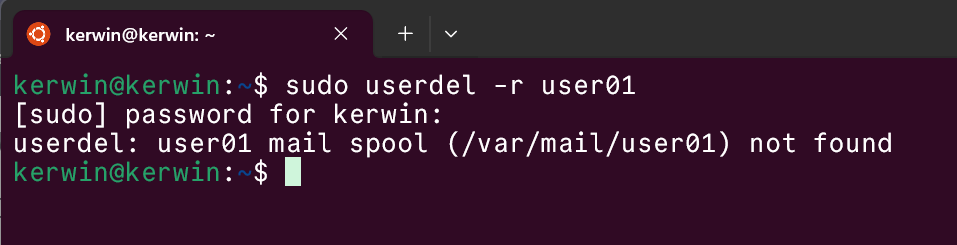 kerwin@kerwin: ~
kerwin@kerwin:~$ sudo userdel -r user01
[sudo] password for kerwin:
userdel: user01 mail spool (/var/mail/user01) not found
kerwin@kerwin:~$